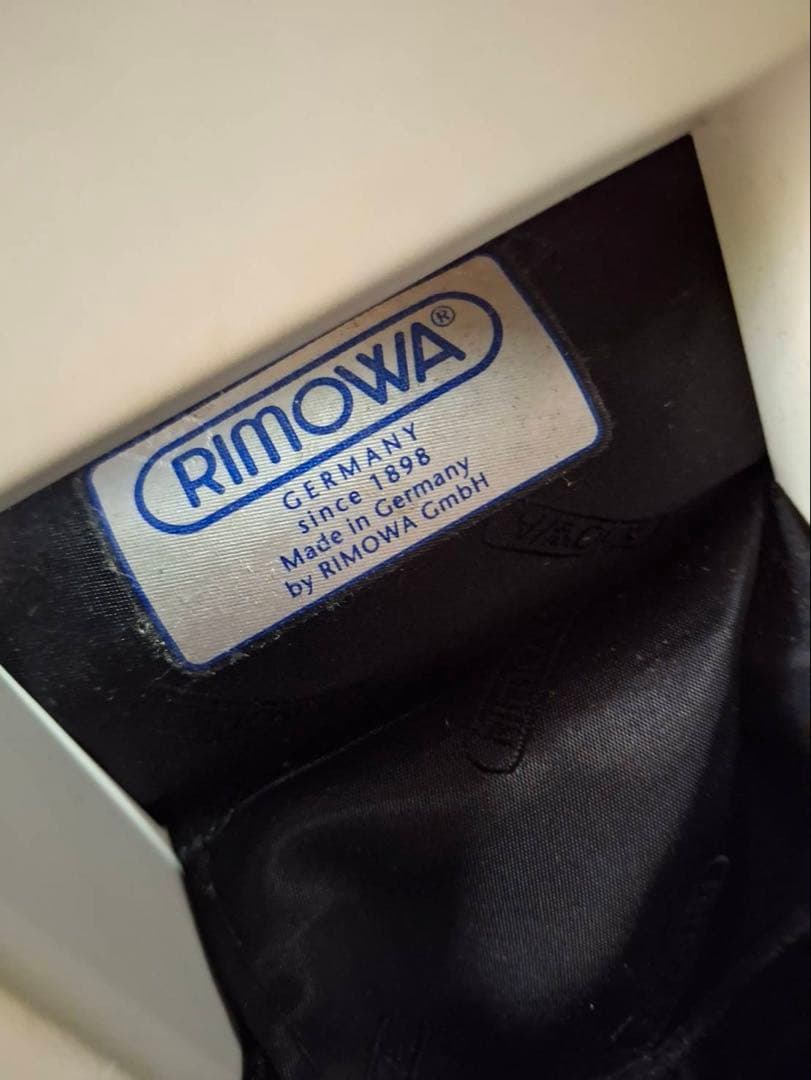 RIMOWA®
GERMANY
since 1898
Made in Germany
by RIMOWA GmbH